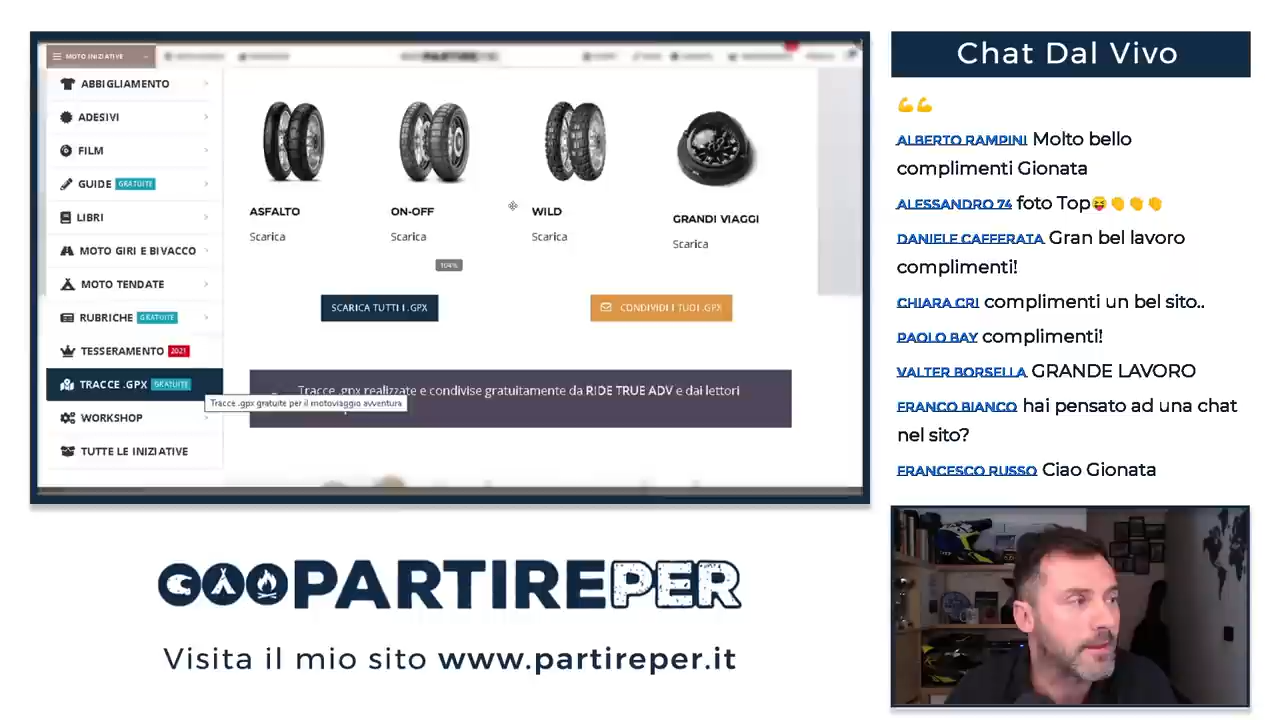 MOTO INIZIATIVE
ABBIGLIAMENTO
ADESIVI
FILM
GUIDE GRATUITE
LIBRI
MOTO GIRI E BIVACCO
MOTO TENDATE
RUBRICHE GRATUITE
TESSERAMENTO 2021
TRACCE .GPX GRATUITE
WORKSHOP
TUTTE LE INIZIATIVE
ASFALTO
Scarica
ON-OFF
Scarica
WILD
Scarica
GRANDI VIAGGI
Scarica
104%
SCARICA TUTTI I .GPX
CONDIVIDI I TUOI .GPX
Tracce .gpx realizzate e condivise gratuitamente da RIDE TRUE ADV e dai lettori
Tracce .gpx gratuite per il motoviaggio avventura
PARTIREPER
Visita il mio sito www.partireper.it
Chat Dal Vivo
💪💪
ALBERTO RAMPINI Molto bello
complimenti Gionata
ALESSANDRO 74 foto Top😝👏👏👏
DANIELE CAFFERATA Gran bel lavoro
complimenti!
CHIARA CRI complimenti un bel sito..
PAOLO BAY complimenti!
VALTER BORSELLA GRANDE LAVORO
FRANCO BIANCO hai pensato ad una chat
nel sito?
FRANCESCO RUSSO Ciao Gionata